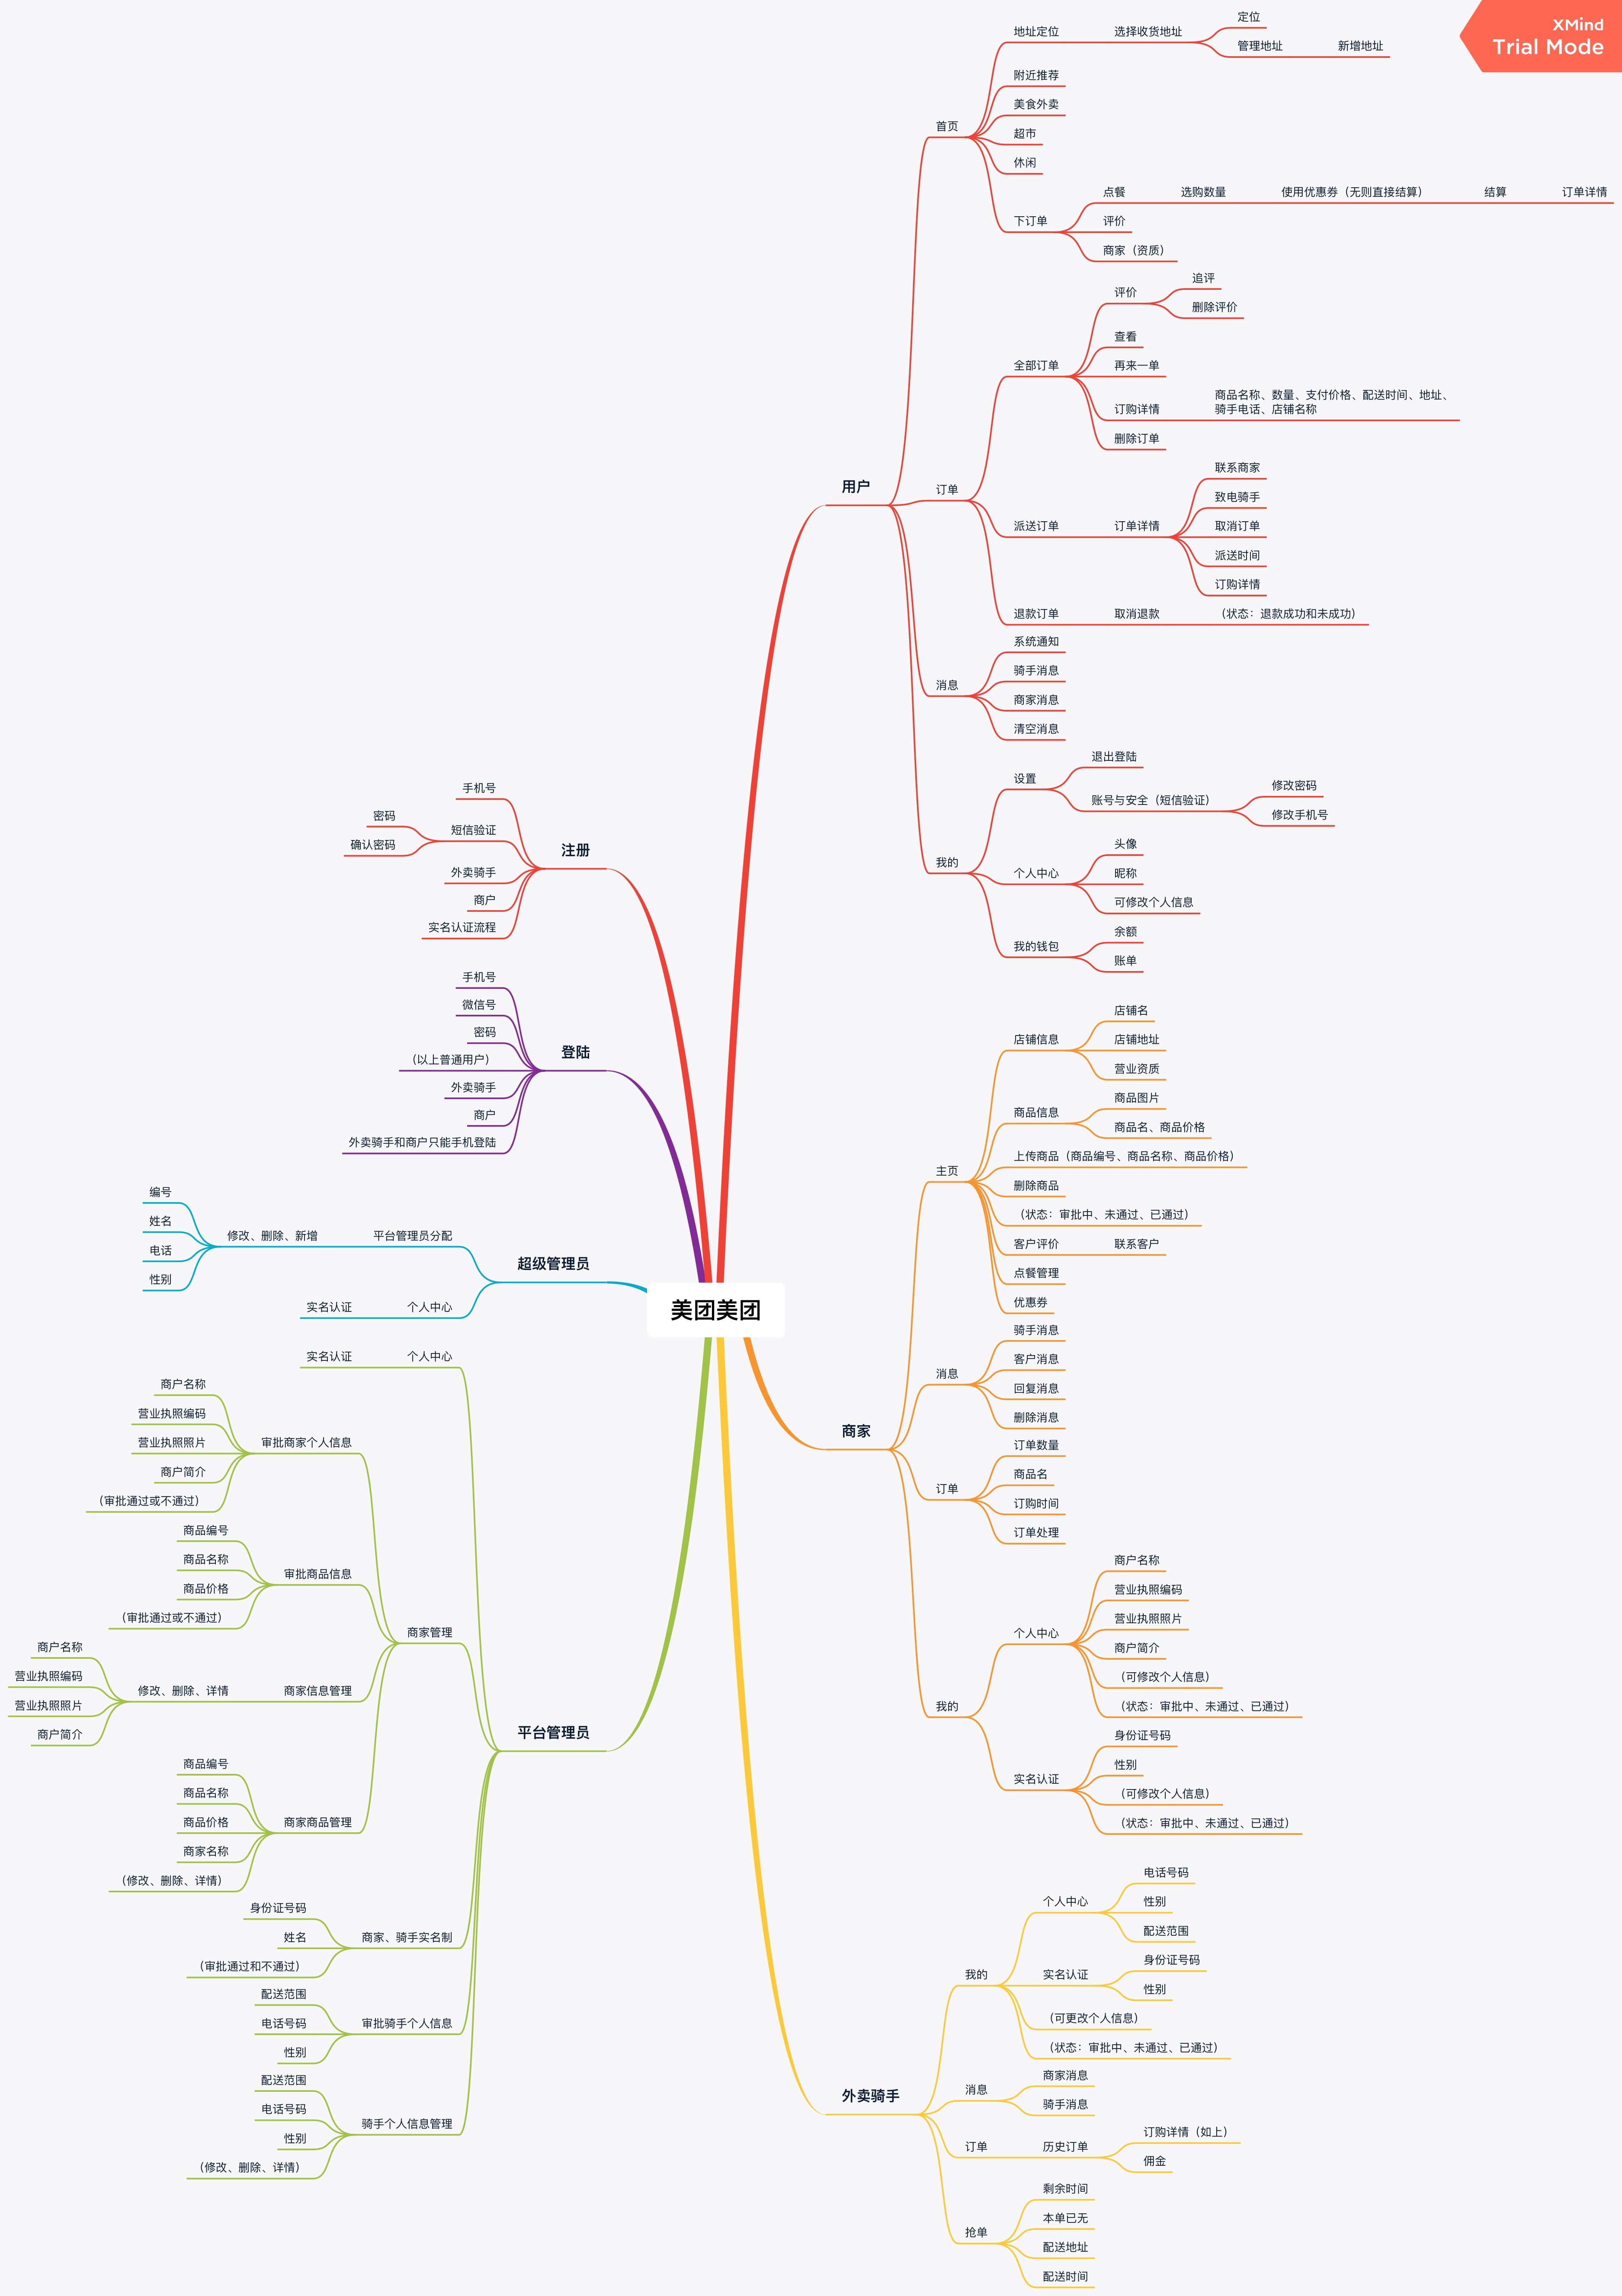 XMind
Trial Mode
美团美团
用户
首页
地址定位
选择收货地址
定位
管理地址
新增地址
附近推荐
美食外卖
超市
休闲
下订单
点餐
选购数量
使用优惠券（无则直接结算）
结算
订单详情
评价
商家（资质）
订单
全部订单
评价
追评
删除评价
查看
再来一单
订购详情
商品名称、数量、支付价格、配送时间、地址、
骑手电话、店铺名称
删除订单
派送订单
订单详情
联系商家
致电骑手
取消订单
派送时间
订购详情
退款订单
取消退款
（状态：退款成功和未成功）
消息
系统通知
骑手消息
商家消息
清空消息
我的
设置
退出登陆
账号与安全（短信验证）
修改密码
修改手机号
个人中心
头像
昵称
可修改个人信息
我的钱包
余额
账单
商家
主页
店铺信息
店铺名
店铺地址
营业资质
商品信息
商品图片
商品名、商品价格
上传商品（商品编号、商品名称、商品价格）
删除商品
（状态：审批中、未通过、已通过）
客户评价
联系客户
点餐管理
优惠券
消息
骑手消息
客户消息
回复消息
删除消息
订单
订单数量
商品名
订购时间
订单处理
我的
个人中心
商户名称
营业执照编码
营业执照照片
商户简介
（可修改个人信息）
（状态：审批中、未通过、已通过）
实名认证
身份证号码
性别
（可修改个人信息）
（状态：审批中、未通过、已通过）
外卖骑手
我的
个人中心
电话号码
性别
配送范围
实名认证
身份证号码
性别
（可更改个人信息）
（状态：审批中、未通过、已通过）
消息
商家消息
骑手消息
订单
历史订单
订购详情（如上）
佣金
抢单
剩余时间
本单已无
配送地址
配送时间
注册
手机号
短信验证
密码
确认密码
外卖骑手
商户
实名认证流程
登陆
手机号
微信号
密码
（以上普通用户）
外卖骑手
商户
外卖骑手和商户只能手机登陆
超级管理员
平台管理员分配
修改、删除、新增
编号
姓名
电话
性别
个人中心
实名认证
平台管理员
个人中心
实名认证
商家管理
审批商家个人信息
商户名称
营业执照编码
营业执照照片
商户简介
（审批通过或不通过）
审批商品信息
商品编号
商品名称
商品价格
（审批通过或不通过）
商家信息管理
修改、删除、详情
商户名称
营业执照编码
营业执照照片
商户简介
商家商品管理
商品编号
商品名称
商品价格
商家名称
（修改、删除、详情）
商家、骑手实名制
身份证号码
姓名
（审批通过和不通过）
审批骑手个人信息
配送范围
电话号码
性别
骑手个人信息管理
配送范围
电话号码
性别
（修改、删除、详情）